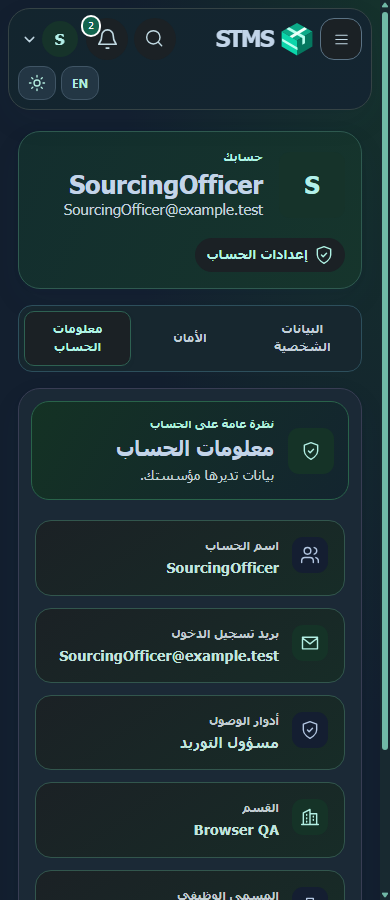 STMS
2
S
EN
حسابك
S
SourcingOfficer
SourcingOfficer@example.test
إعدادات الحساب
البيانات الشخصية
الأمان
معلومات الحساب
نظرة عامة على الحساب
معلومات الحساب
بيانات تديرها مؤسستك.
اسم الحساب
SourcingOfficer
بريد تسجيل الدخول
SourcingOfficer@example.test
أدوار الوصول
مسؤول التوريد
القسم
Browser QA
المسمى الوظيفي